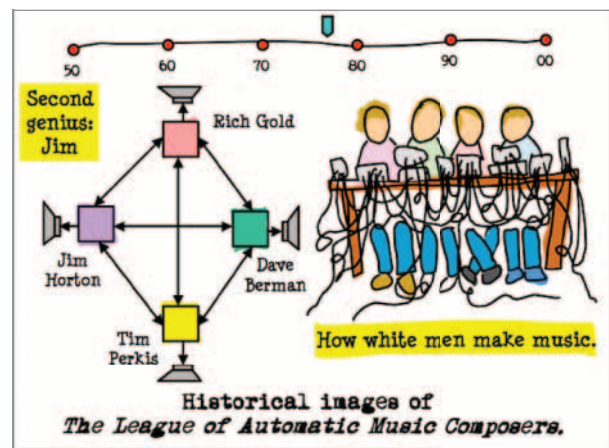 50 60 70 80 90 00
Second
genius:
Jim
Rich Gold
Jim
Horton
Dave
Berman
Tim
Perkis
How white men make music.
Historical images of
The League of Automatic Music Composers.